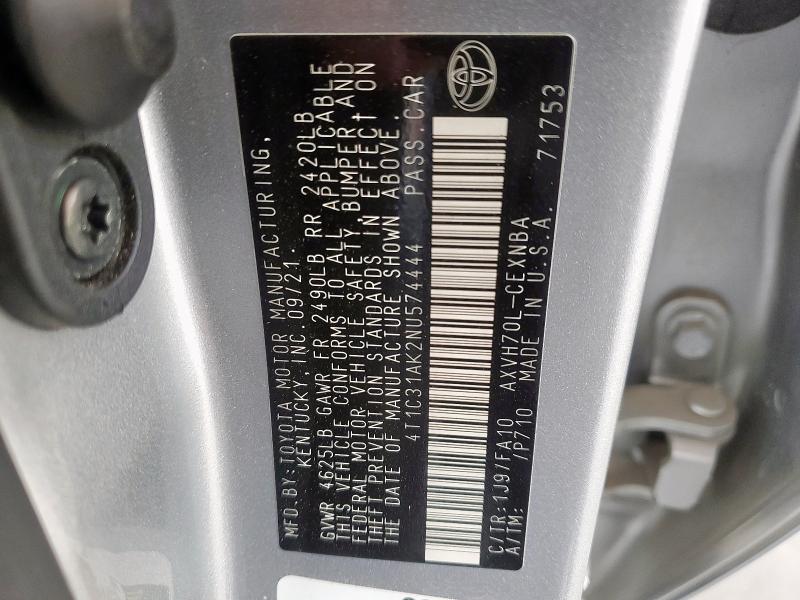 MFD. BY: TOYOTA MOTOR MANUFACTURING,
KENTUCKY, INC. 09/21
GVWR 4625LB GAWR FR 2490LB RR 2420LB
THIS VEHICLE CONFORMS TO ALL APPLICABLE
FEDERAL MOTOR VEHICLE SAFETY, BUMPER, AND
THEFT PREVENTION STANDARDS IN EFFECT ON
THE DATE OF MANUFACTURE SHOWN ABOVE.
4T1C31AK2NU574444 PASS. CAR
C/TR: 1J9/FA10 AXVH70L-CEXNBA
A/TM: /P710 MADE IN U.S.A. 71753